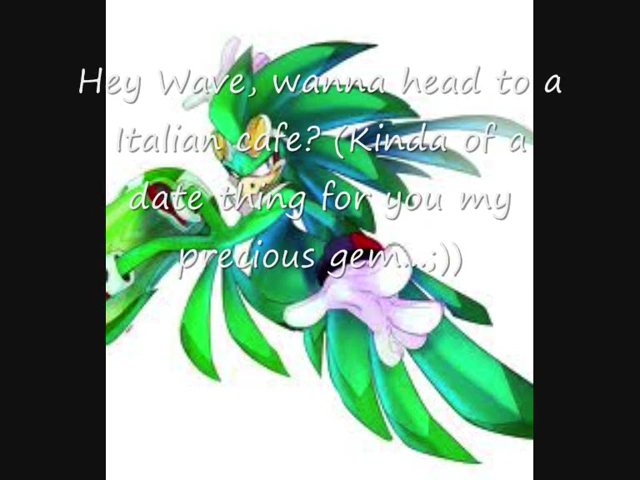 Hey Wave, wanna head to a
Italian cafe? (Kinda of a
date thing for you my
precious gem...;))